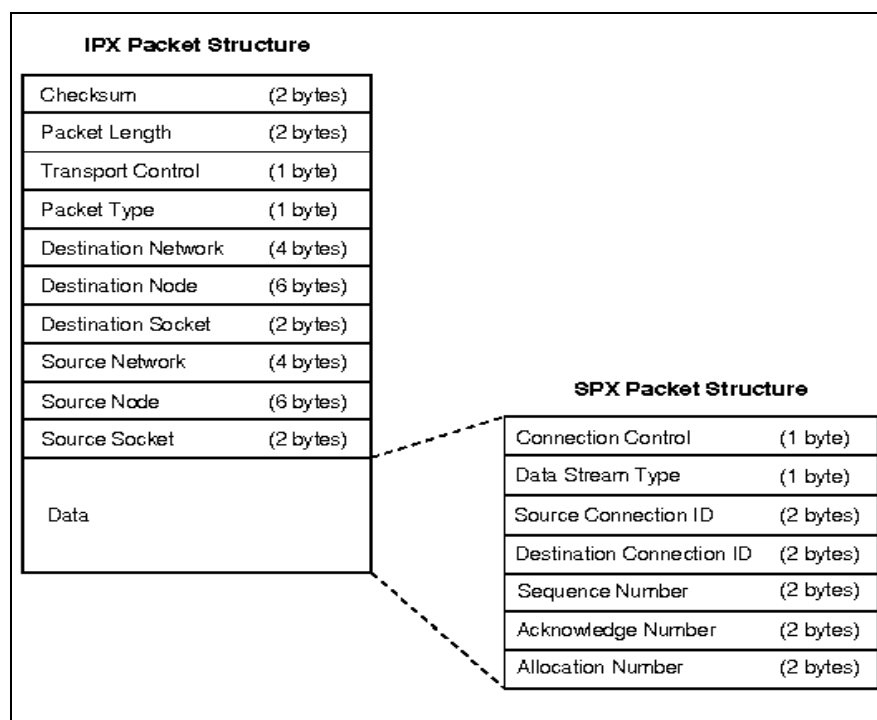 IPX Packet Structure
Checksum (2 bytes)
Packet Length (2 bytes)
Transport Control (1 byte)
Packet Type (1 byte)
Destination Network (4 bytes)
Destination Node (6 bytes)
Destination Socket (2 bytes)
Source Network (4 bytes)
Source Node (6 bytes)
Source Socket (2 bytes)
Data
SPX Packet Structure
Connection Control (1 byte)
Data Stream Type (1 byte)
Source Connection ID (2 bytes)
Destination Connection ID (2 bytes)
Sequence Number (2 bytes)
Acknowledge Number (2 bytes)
Allocation Number (2 bytes)